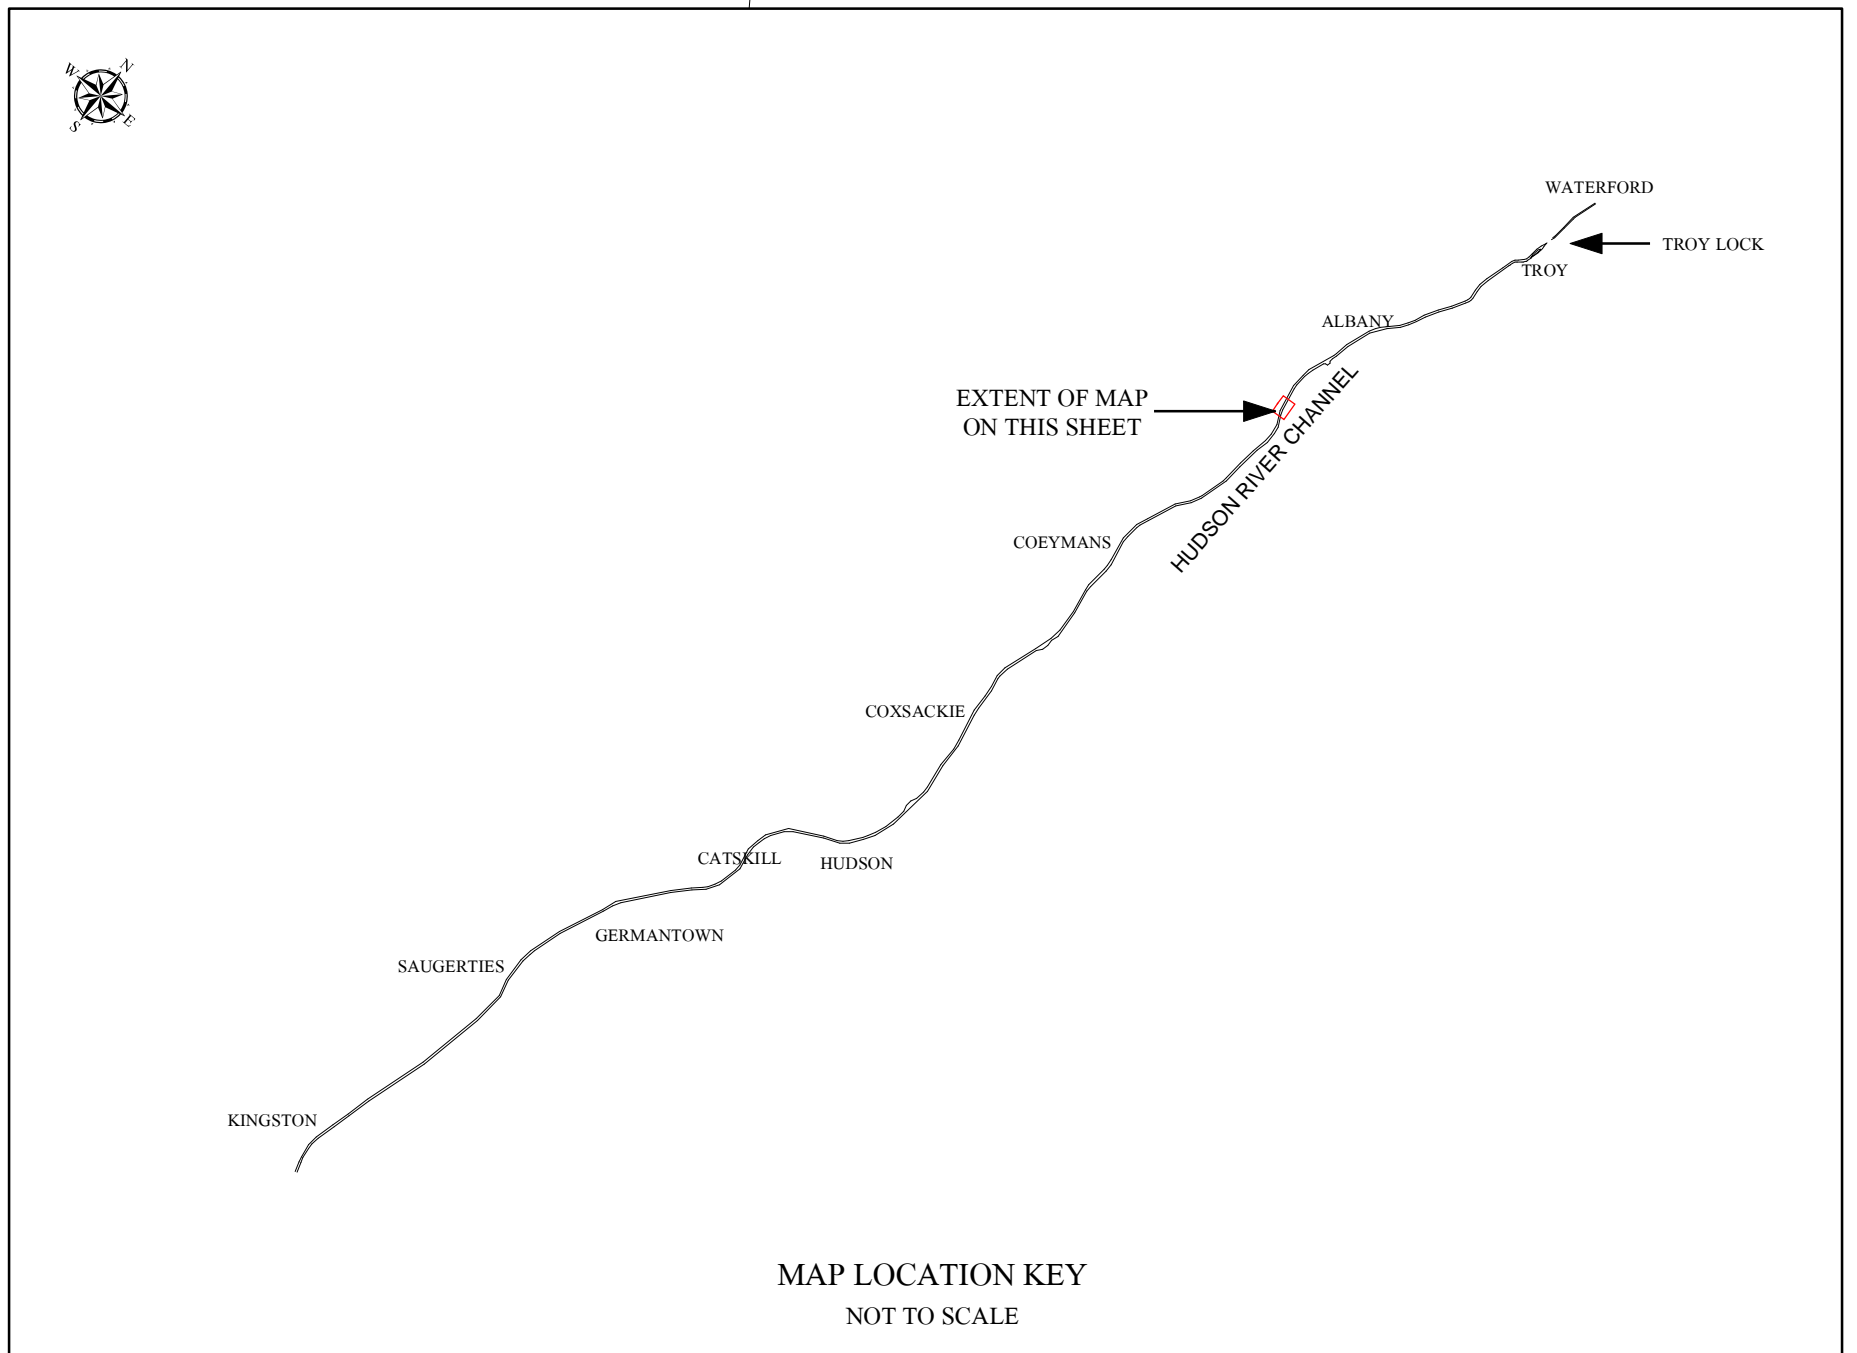 W
N
S
E
WATERFORD
TROY LOCK
TROY
ALBANY
EXTENT OF MAP
ON THIS SHEET
HUDSON RIVER CHANNEL
COEYMANS
COXSACKIE
CATSKILL
HUDSON
GERMANTOWN
SAUGERTIES
KINGSTON
MAP LOCATION KEY
NOT TO SCALE